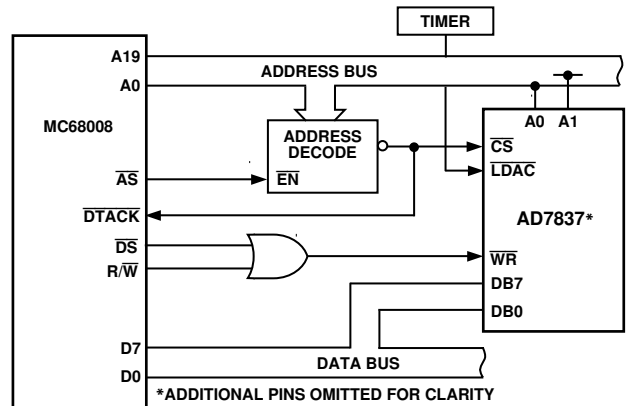 TIMER
A19
ADDRESS BUS
A0
MC68008
A0 A1
ADDRESS
DECODE
CS
LDAC
AS
EN
AD7837*
DTACK
DS
R/W
WR
DB7
DB0
D7
DATA BUS
D0
*ADDITIONAL PINS OMITTED FOR CLARITY